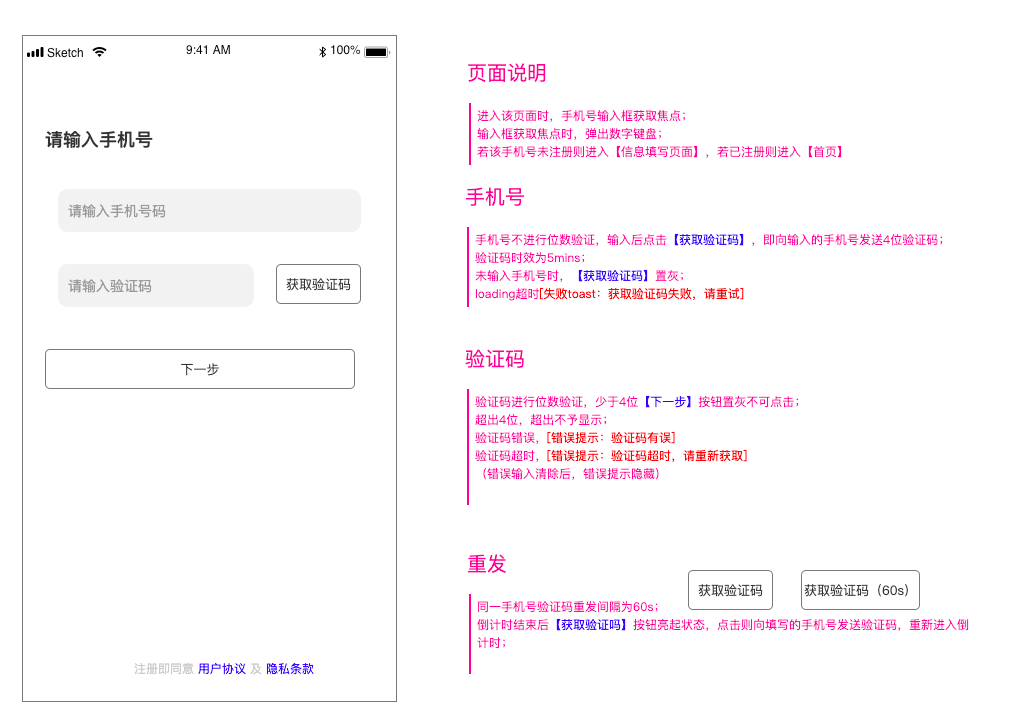 Sketch 9:41 AM 100%
请输入手机号
请输入手机号码
请输入验证码 获取验证码
下一步
注册即同意 用户协议 及 隐私条款
页面说明
进入该页面时，手机号输入框获取焦点；
输入框获取焦点时，弹出数字键盘；
若该手机号未注册则进入【信息填写页面】，若已注册则进入【首页】
手机号
手机号不进行位数验证，输入后点击【获取验证码】，即向输入的手机号发送4位验证码；
验证码时效为5mins；
未输入手机号时，【获取验证码】置灰；
loading超时[失败toast：获取验证码失败，请重试]
验证码
验证码进行位数验证，少于4位【下一步】按钮置灰不可点击；
超出4位，超出不予显示；
验证码错误，[错误提示：验证码有误]
验证码超时，[错误提示：验证码超时，请重新获取]
（错误输入清除后，错误提示隐藏）
重发
获取验证码 获取验证码（60s）
同一手机号验证码重发间隔为60s；
倒计时结束后【获取验证吗】按钮亮起状态，点击则向填写的手机号发送验证码，重新进入倒
计时；